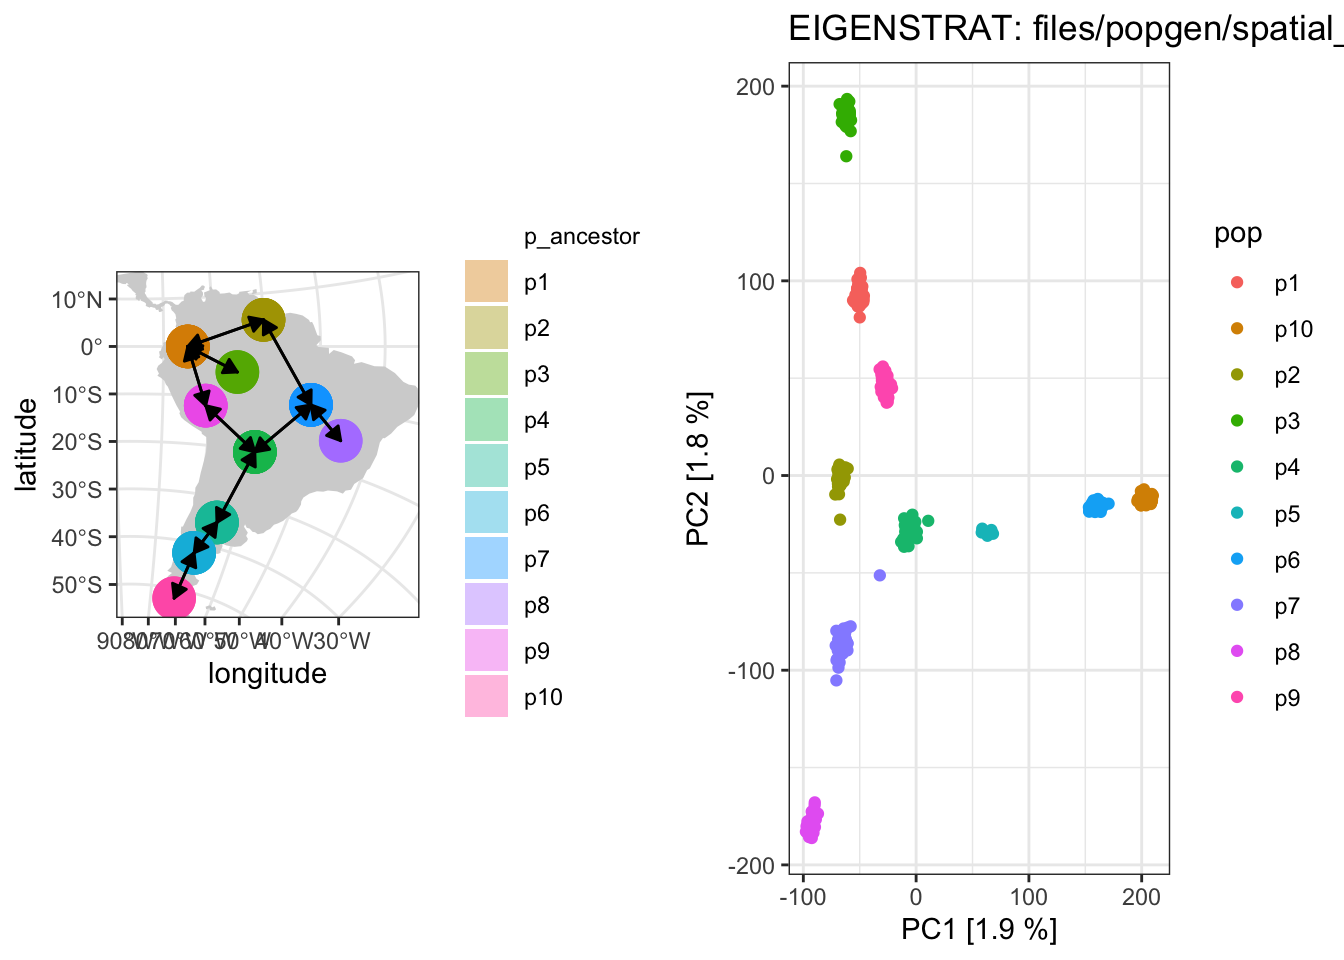 10°N
0°
10°S
20°S
30°S
40°S
50°S
latitude
40°W
30°W
longitude
p_ancestor
p1
p2
p3
p4
p5
p6
p7
p8
p9
p10
EIGENSTRAT: files/popgen/spatial_
200
100
0
-100
-200
PC2 [1.8 %]
-100
0
100
200
PC1 [1.9 %]
pop
p1
p10
p2
p3
p4
p5
p6
p7
p8
p9